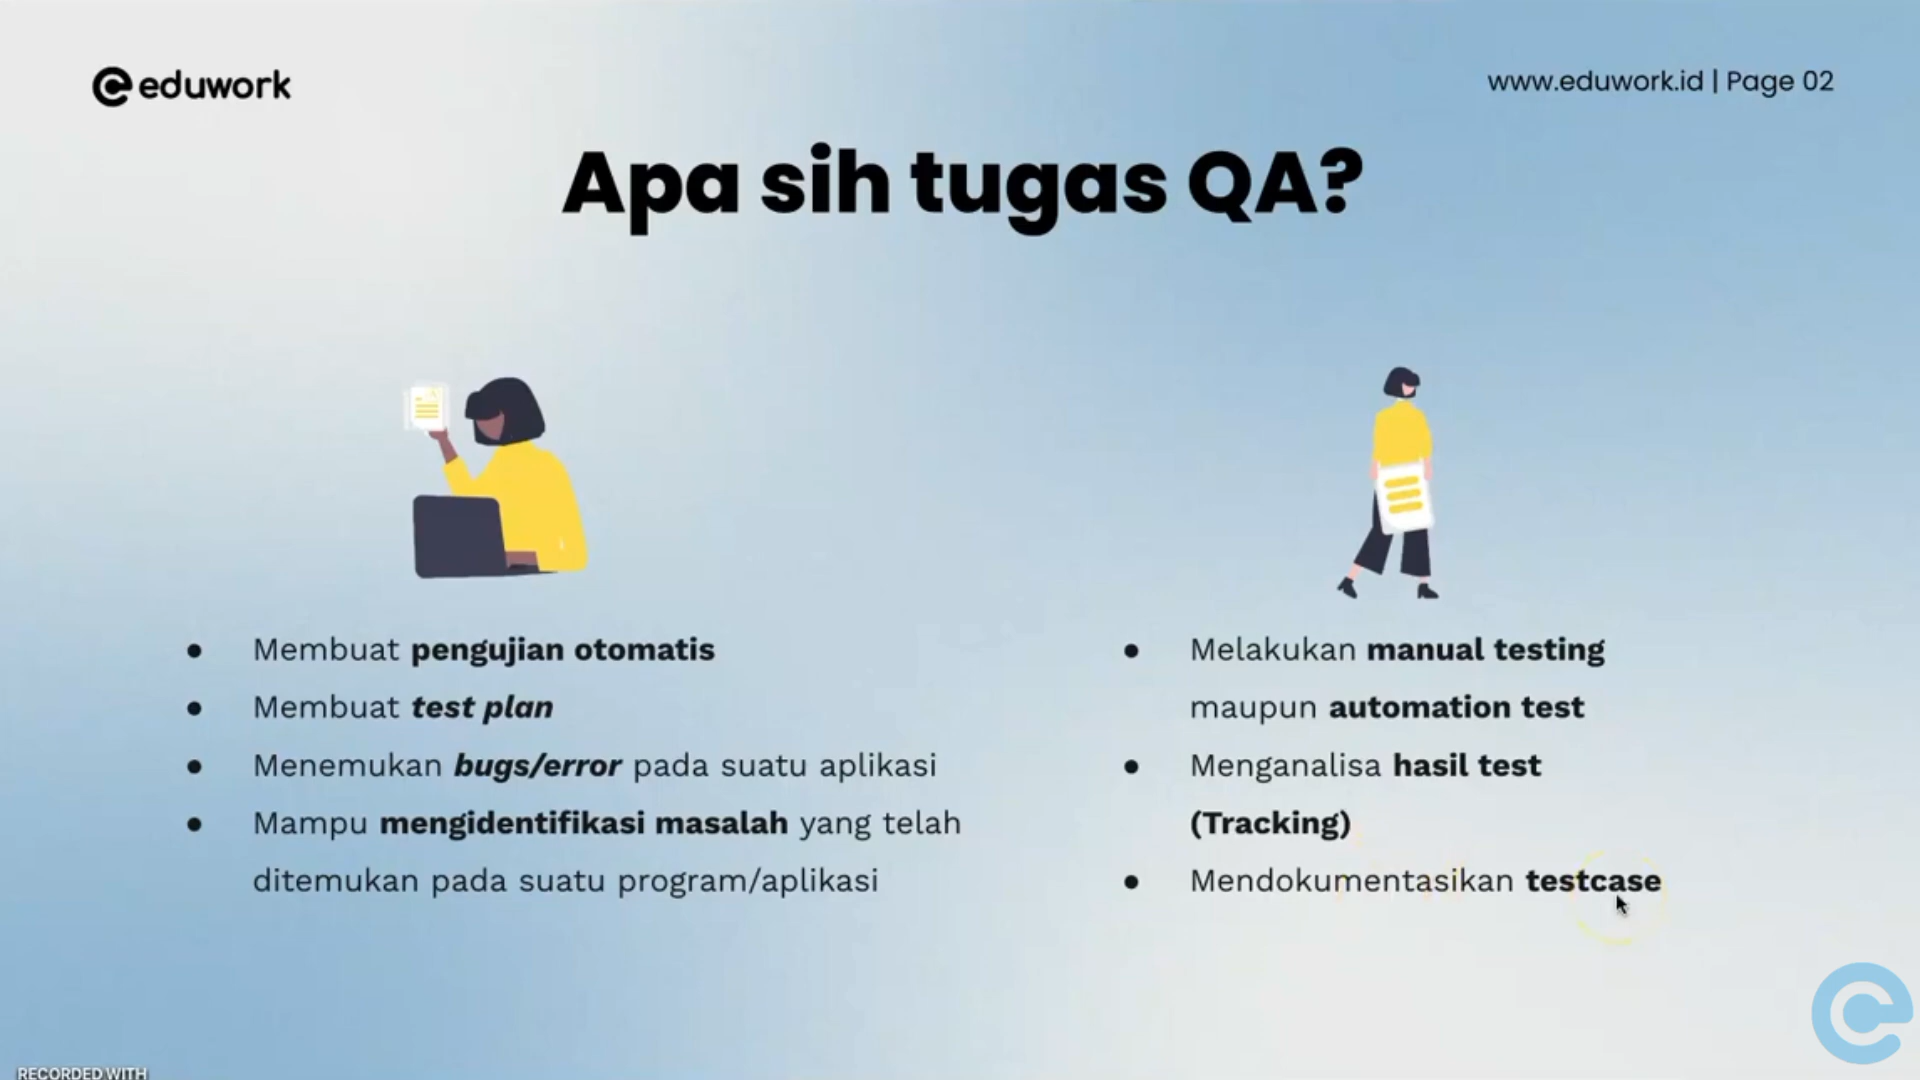 eduwork
www.eduwork.id | Page 02
Apa sih tugas QA?
● Membuat pengujian otomatis
● Membuat test plan
● Menemukan bugs/error pada suatu aplikasi
● Mampu mengidentifikasi masalah yang telah
ditemukan pada suatu program/aplikasi
● Melakukan manual testing
maupun automation test
● Menganalisa hasil test
(Tracking)
● Mendokumentasikan testcase
RECORDED WITH